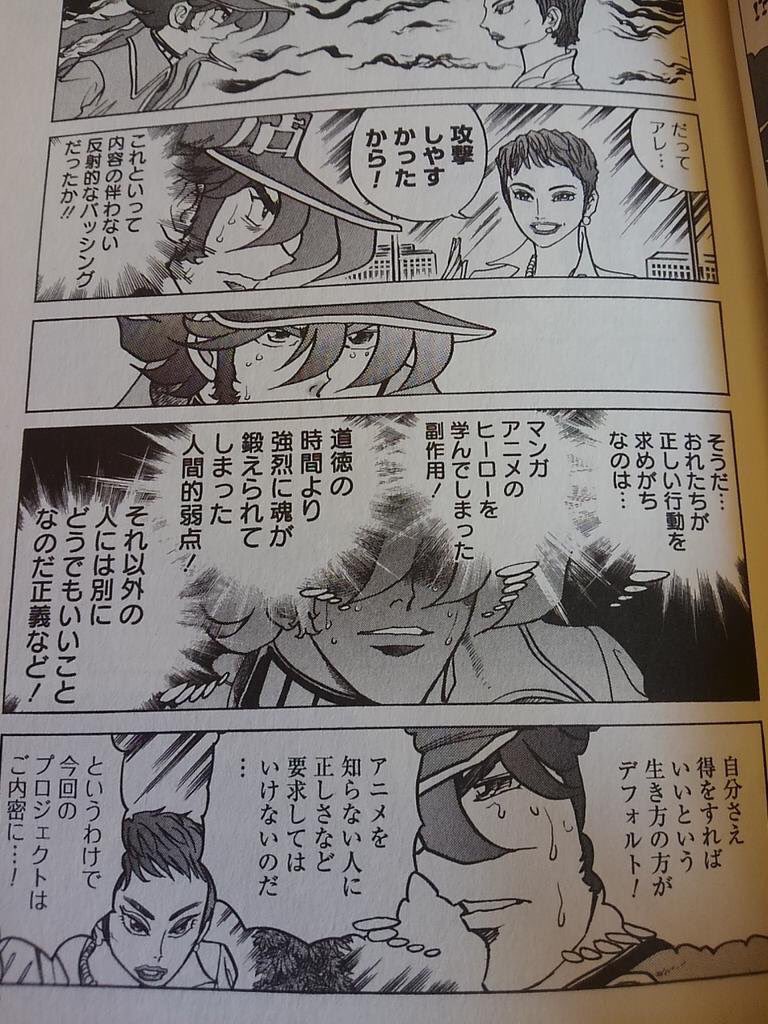 だって
アレ…
攻撃
しやす
かった
から!
これといって
内容の伴わない
反射的なバッシング
だったか!!
そうだ…
おれたちが
正しい行動を
求めがち
なのは…
マンガ
アニメの
ヒーローを
学んでしまった
副作用!
道徳の
時間より
強烈に魂が
鍛えられて
しまった
人間的弱点!
それ以外の
人には別に
どうでもいいこと
なのだ正義など!
自分さえ
得をすれば
いいという
生き方の方が
デフォルト!
アニメを
知らない人に
正しさなど
要求しては
いけないのだ
…
というわけで
今回の
プロジェクトは
ご内密に…!